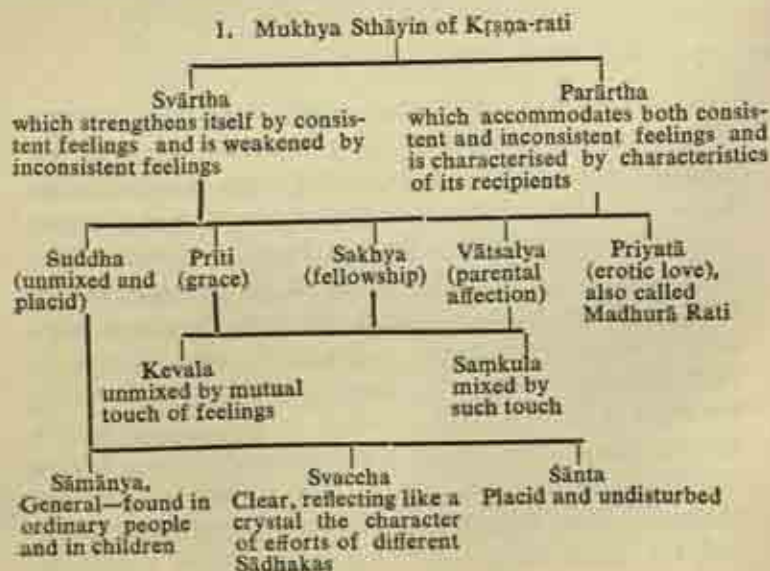 1. Mukhya Sthāyin of Kṛṣṇa-rati
Svārtha
which strengthens itself by consis-
tent feelings and is weakened by
inconsistent feelings
Parārtha
which accommodates both consis-
tent and inconsistent feelings and
is characterised by characteristics
of its recipients
Śuddha
(unmixed and
placid)
Prīti
(grace)
Sakhya
(fellowship)
Vātsalya
(parental
affection)
Priyatā
(erotic love),
also called
Madhurā Rati
Kevala
unmixed by mutual
touch of feelings
Saṃkula
mixed by
such touch
Sāmānya,
General—found in
ordinary people
and in children
Svaccha
Clear, reflecting like a
crystal the character
of efforts of different
Sādhakas
Śānta
Placid and undisturbed